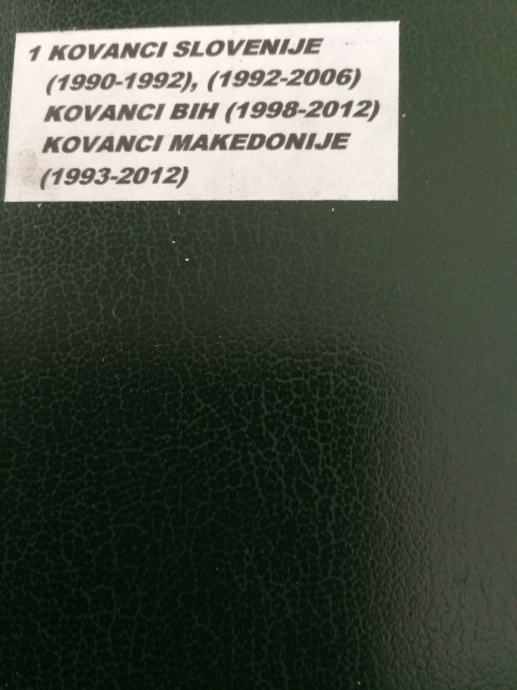 1 KOVANCI SLOVENIJE
(1990-1992), (1992-2006)
KOVANCI BIH (1998-2012)
KOVANCI MAKEDONIJE
(1993-2012)